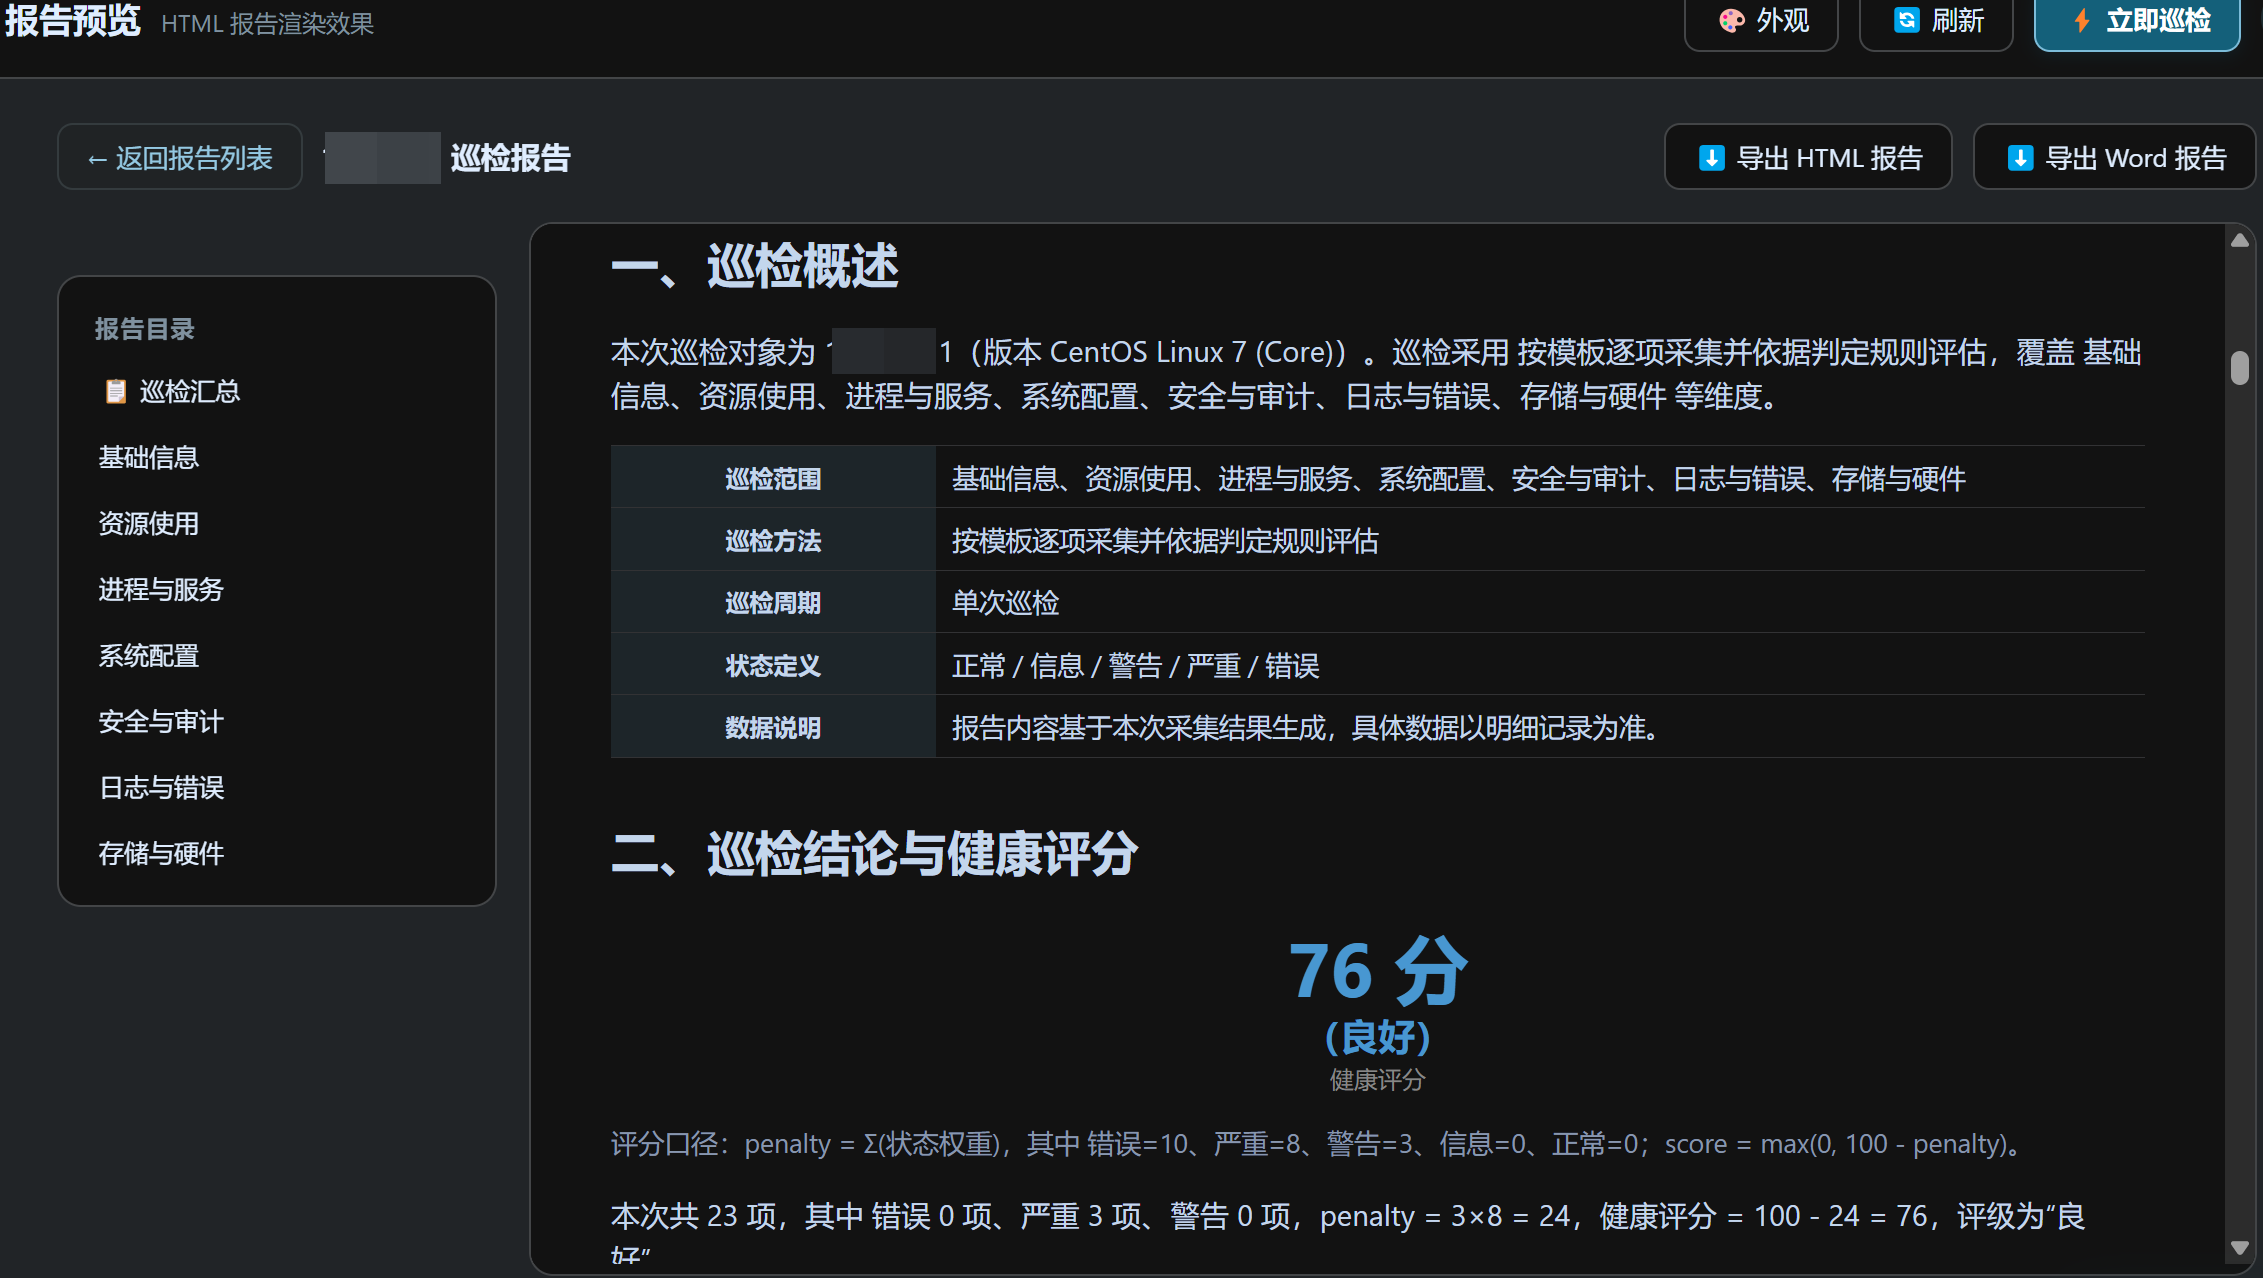 报告预览 HTML 报告渲染效果
外观
刷新
立即巡检
← 返回报告列表
巡检报告
导出 HTML 报告
导出 Word 报告
报告目录
巡检汇总
基础信息
资源使用
进程与服务
系统配置
安全与审计
日志与错误
存储与硬件
一、巡检概述
本次巡检对象为 1（版本 CentOS Linux 7 (Core)）。巡检采用 按模板逐项采集并依据判定规则评估，覆盖 基础
信息、资源使用、进程与服务、系统配置、安全与审计、日志与错误、存储与硬件 等维度。
巡检范围 基础信息、资源使用、进程与服务、系统配置、安全与审计、日志与错误、存储与硬件
巡检方法 按模板逐项采集并依据判定规则评估
巡检周期 单次巡检
状态定义 正常 / 信息 / 警告 / 严重 / 错误
数据说明 报告内容基于本次采集结果生成，具体数据以明细记录为准。
二、巡检结论与健康评分
76 分
（良好）
健康评分
评分口径：penalty = Σ(状态权重)，其中 错误=10、严重=8、警告=3、信息=0、正常=0；score = max(0, 100 - penalty)。
本次共 23 项，其中 错误 0 项、严重 3 项、警告 0 项，penalty = 3×8 = 24，健康评分 = 100 - 24 = 76，评级为“良
好”